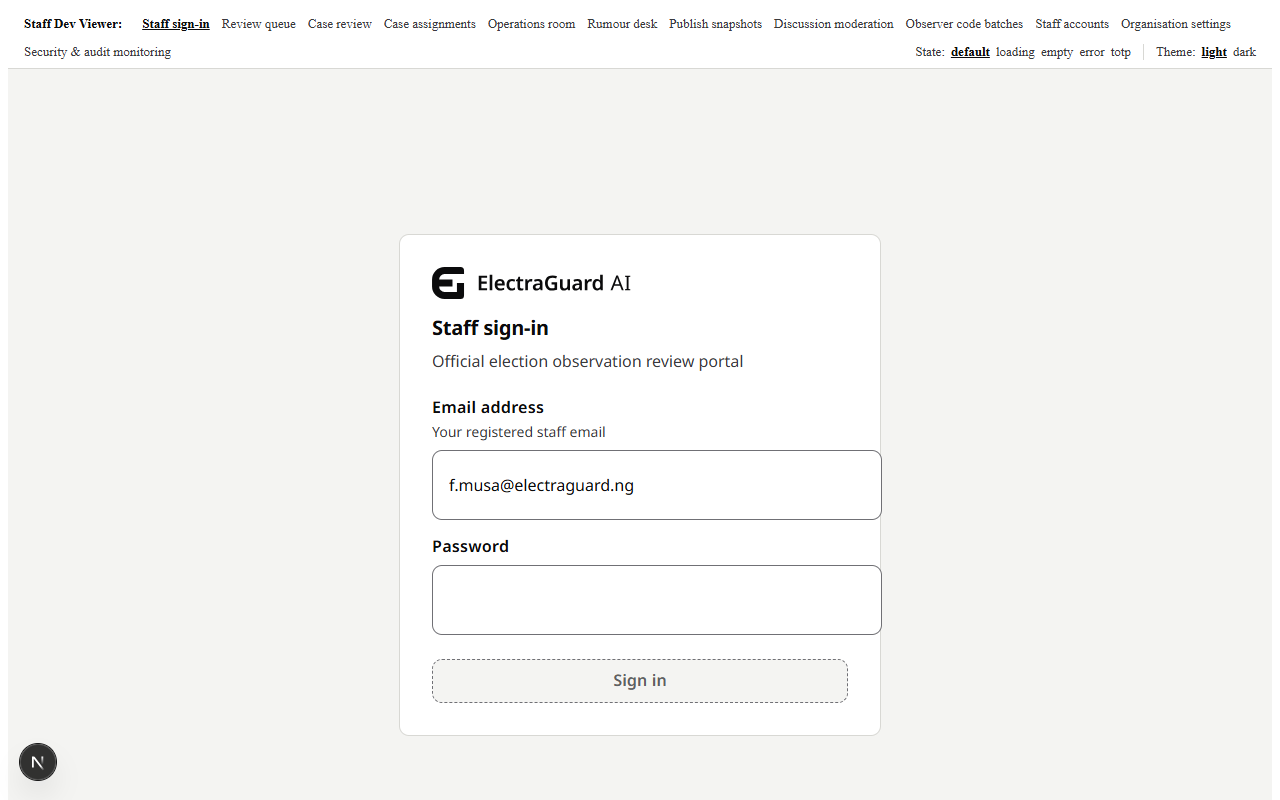 Staff Dev Viewer: Staff sign-in Review queue Case review Case assignments Operations room Rumour desk Publish snapshots Discussion moderation Observer code batches Staff accounts Organisation settings
Security & audit monitoring State: default loading empty error totp Theme: light dark
ElectraGuard AI
Staff sign-in
Official election observation review portal
Email address
Your registered staff email
f.musa@electraguard.ng
Password
Sign in
N